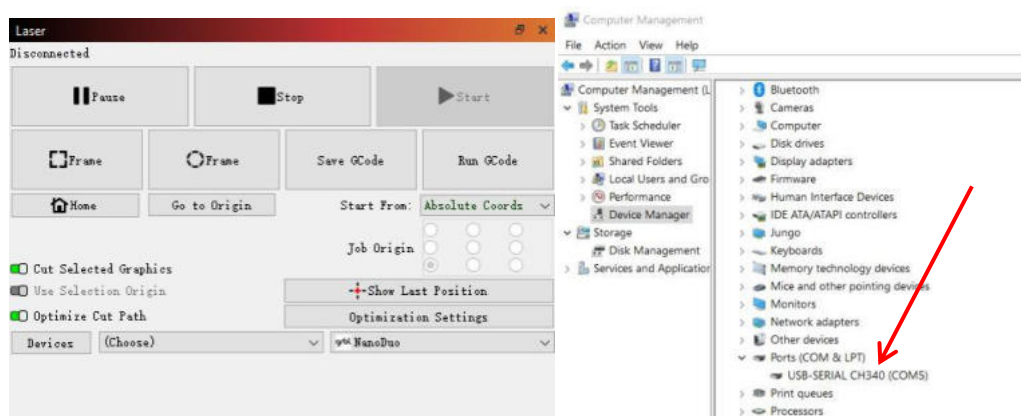 Laser
Disconnected
Pause
Stop
Start
Frame
Frame
Save GCode
Run GCode
Home
Go to Origin
Start From:
Absolute Coords
Job Origin
Cut Selected Graphics
Use Selection Origin
Show Last Position
Optimize Cut Path
Optimization Settings
Devices
(Choose)
NanoDuo
Computer Management
File Action View Help
Computer Management (L
System Tools
Task Scheduler
Event Viewer
Shared Folders
Local Users and Gro
Performance
Device Manager
Storage
Disk Management
Services and Application
Bluetooth
Cameras
Computer
Disk drives
Display adapters
Firmware
Human Interface Devices
IDE ATA/ATAPI controllers
Jungo
Keyboards
Memory technology devices
Mice and other pointing devices
Monitors
Network adapters
Other devices
Ports (COM & LPT)
USB-SERIAL CH340 (COM5)
Print queues
Processors